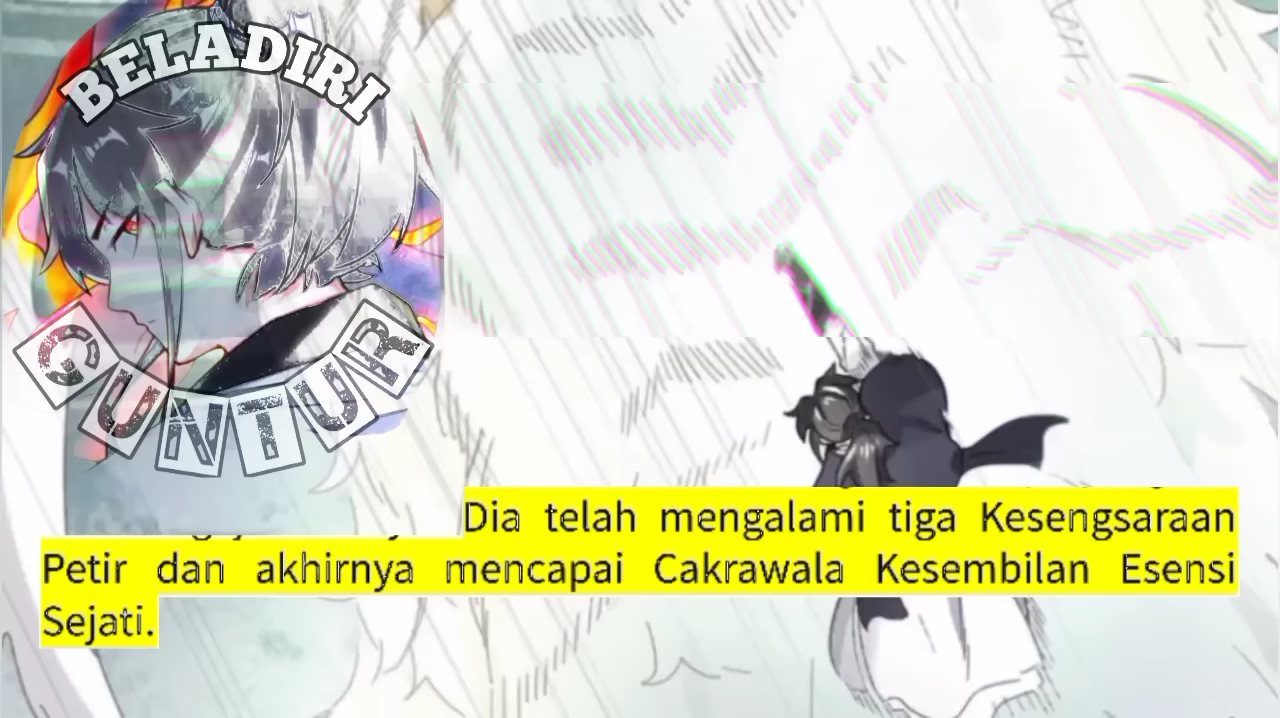 BELADIRI
GUNTUR
Dia telah mengalami tiga Kesengsaraan
Petir dan akhirnya mencapai Cakrawala Kesembilan Esensi
Sejati.